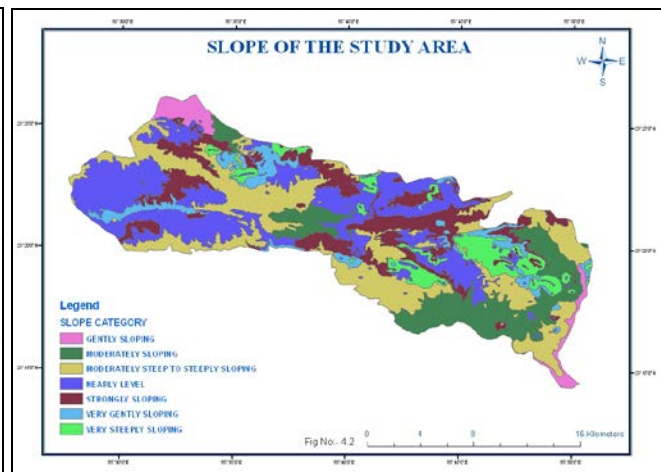 SLOPE OF THE STUDY AREA
N
W E
S
Legend
SLOPE CATEGORY
GENTLY SLOPING
MODERATELY SLOPING
MODERATELY STEEP TO STEEPLY SLOPING
NEARLY LEVEL
STRONGLY SLOPING
VERY GENTLY SLOPING
VERY STEEPLY SLOPING
Fig No:- 4.2
0 4 8 16 Kilometers